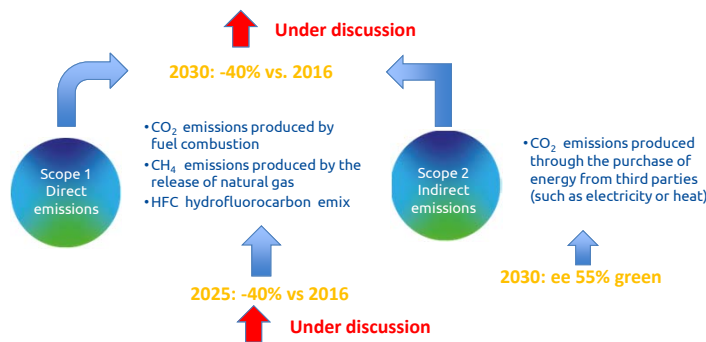 Under discussion
2030: -40% vs. 2016
Scope 1
Direct
emissions
•CO₂ emissions produced by
fuel combustion
•CH₄ emissions produced by the
release of natural gas
•HFC hydrofluorocarbon emix
Scope 2
Indirect
emissions
•CO₂ emissions produced
through the purchase of
energy from third parties
(such as electricity or heat)
2025: -40% vs 2016
Under discussion
2030: ee 55% green